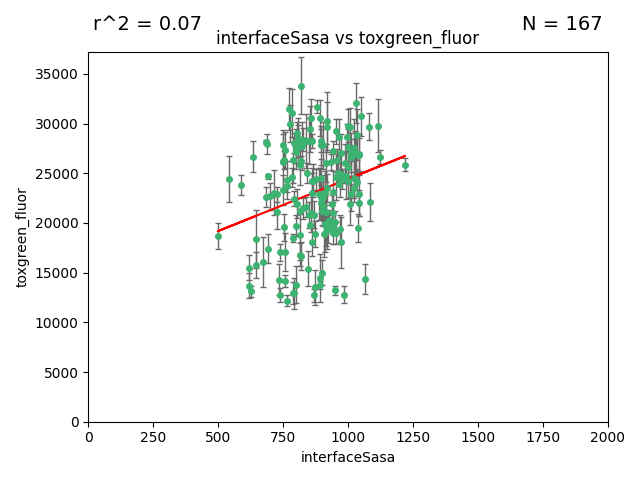 r^2 = 0.07
N = 167
interfaceSasa vs toxgreen_fluor
35000
30000
25000
20000
15000
10000
5000
0
toxgreen_fluor
0 250 500 750 1000 1250 1500 1750 2000
interfaceSasa